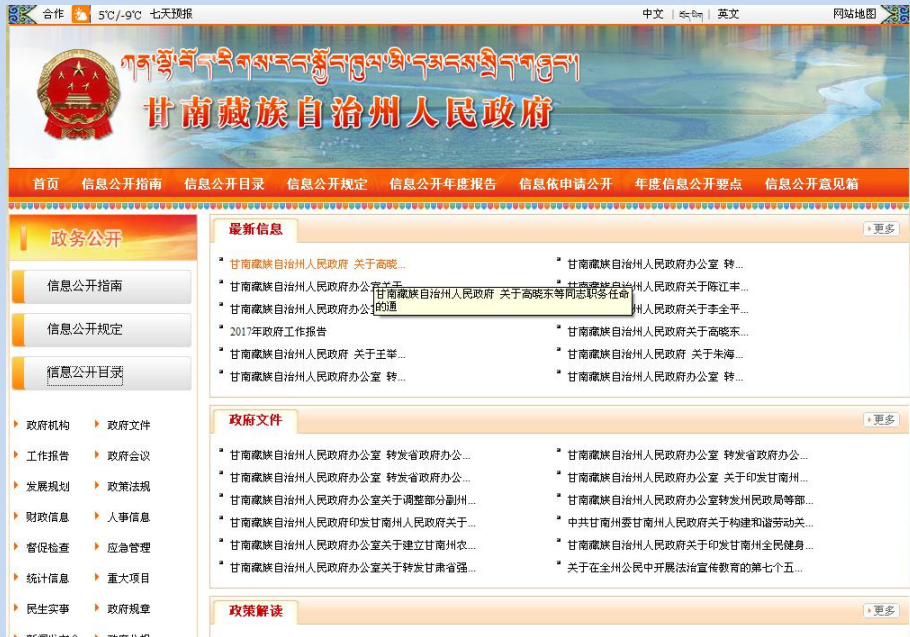 合作 5℃/-9℃ 七天预报 中文 | བོད་ཡིག | 英文 网站地图
甘南藏族自治州人民政府
首页 信息公开指南 信息公开目录 信息公开规定 信息公开年度报告 信息依申请公开 年度信息公开要点 信息公开意见箱
政务公开
信息公开指南
信息公开规定
信息公开目录
政府机构 政府文件
工作报告 政府会议
发展规划 政策法规
财政信息 人事信息
督促检查 应急管理
统计信息 重大项目
民生实事 政府规章
最新信息 更多
甘南藏族自治州人民政府 关于高晓... 甘南藏族自治州人民政府办公室 转...
甘南藏族自治州人民政府办公室关于 甘南藏族自治州人民政府关于陈江丰...
甘南藏族自治州人民政府 关于高晓东等同志职务任命
的通
甘南藏族自治州人民政府办公 州人民政府关于李全平...
2017年政府工作报告 甘南藏族自治州人民政府关于高晓东...
甘南藏族自治州人民政府 关于王举... 甘南藏族自治州人民政府 关于朱海...
甘南藏族自治州人民政府办公室 转... 甘南藏族自治州人民政府办公室 转...
政府文件 更多
甘南藏族自治州人民政府办公室 转发省政府办公... 甘南藏族自治州人民政府办公室 转发省政府办公...
甘南藏族自治州人民政府办公室 转发省政府办公... 甘南藏族自治州人民政府办公室 关于印发甘南州...
甘南藏族自治州人民政府办公室关于调整部分副州... 甘南藏族自治州人民政府办公室转发州民政局等部...
甘南藏族自治州人民政府印发甘南州人民政府关于... 中共甘南州委甘南州人民政府关于构建和谐劳动关...
甘南藏族自治州人民政府办公室关于建立甘南州农... 甘南藏族自治州人民政府关于印发甘南州全民健身...
甘南藏族自治州人民政府办公室关于转发甘肃省强... 关于在全州公民中开展法治宣传教育的第七个五...
政策解读 更多